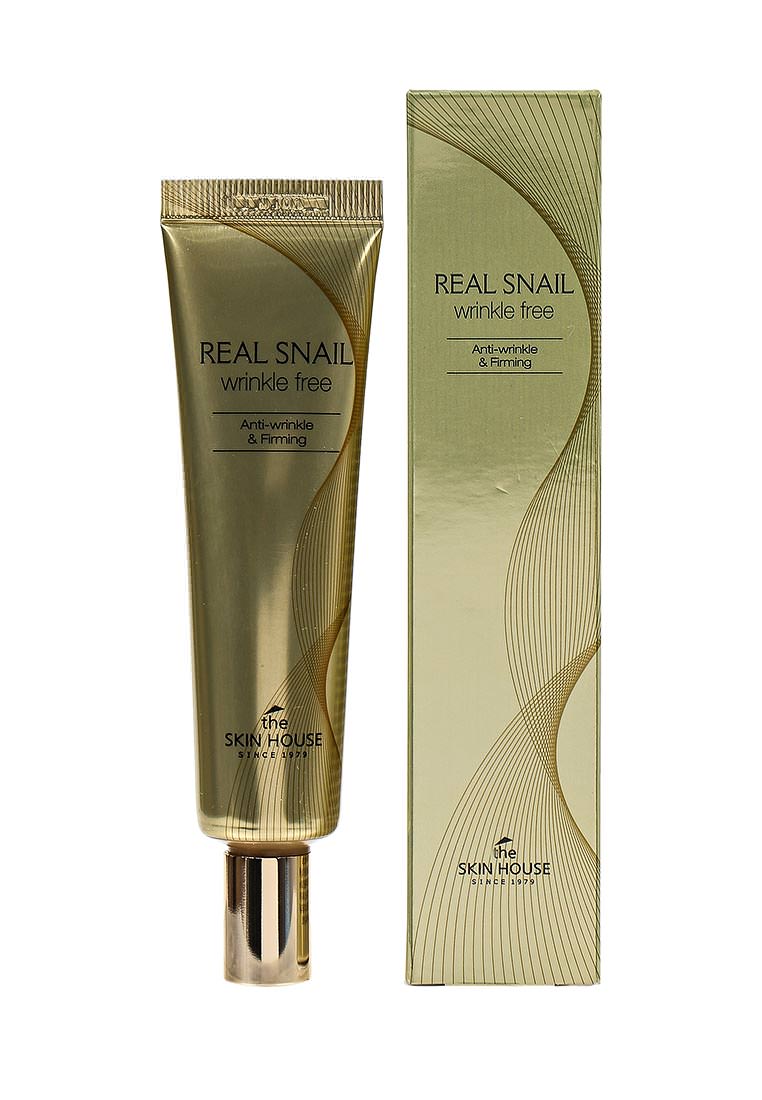 REAL SNAIL
wrinkle free
Anti-wrinkle
& Firming
the
SKIN HOUSE
SINCE 1979
REAL SNAIL
wrinkle free
Anti-wrinkle
& Firming
the
SKIN HOUSE
SINCE 1979